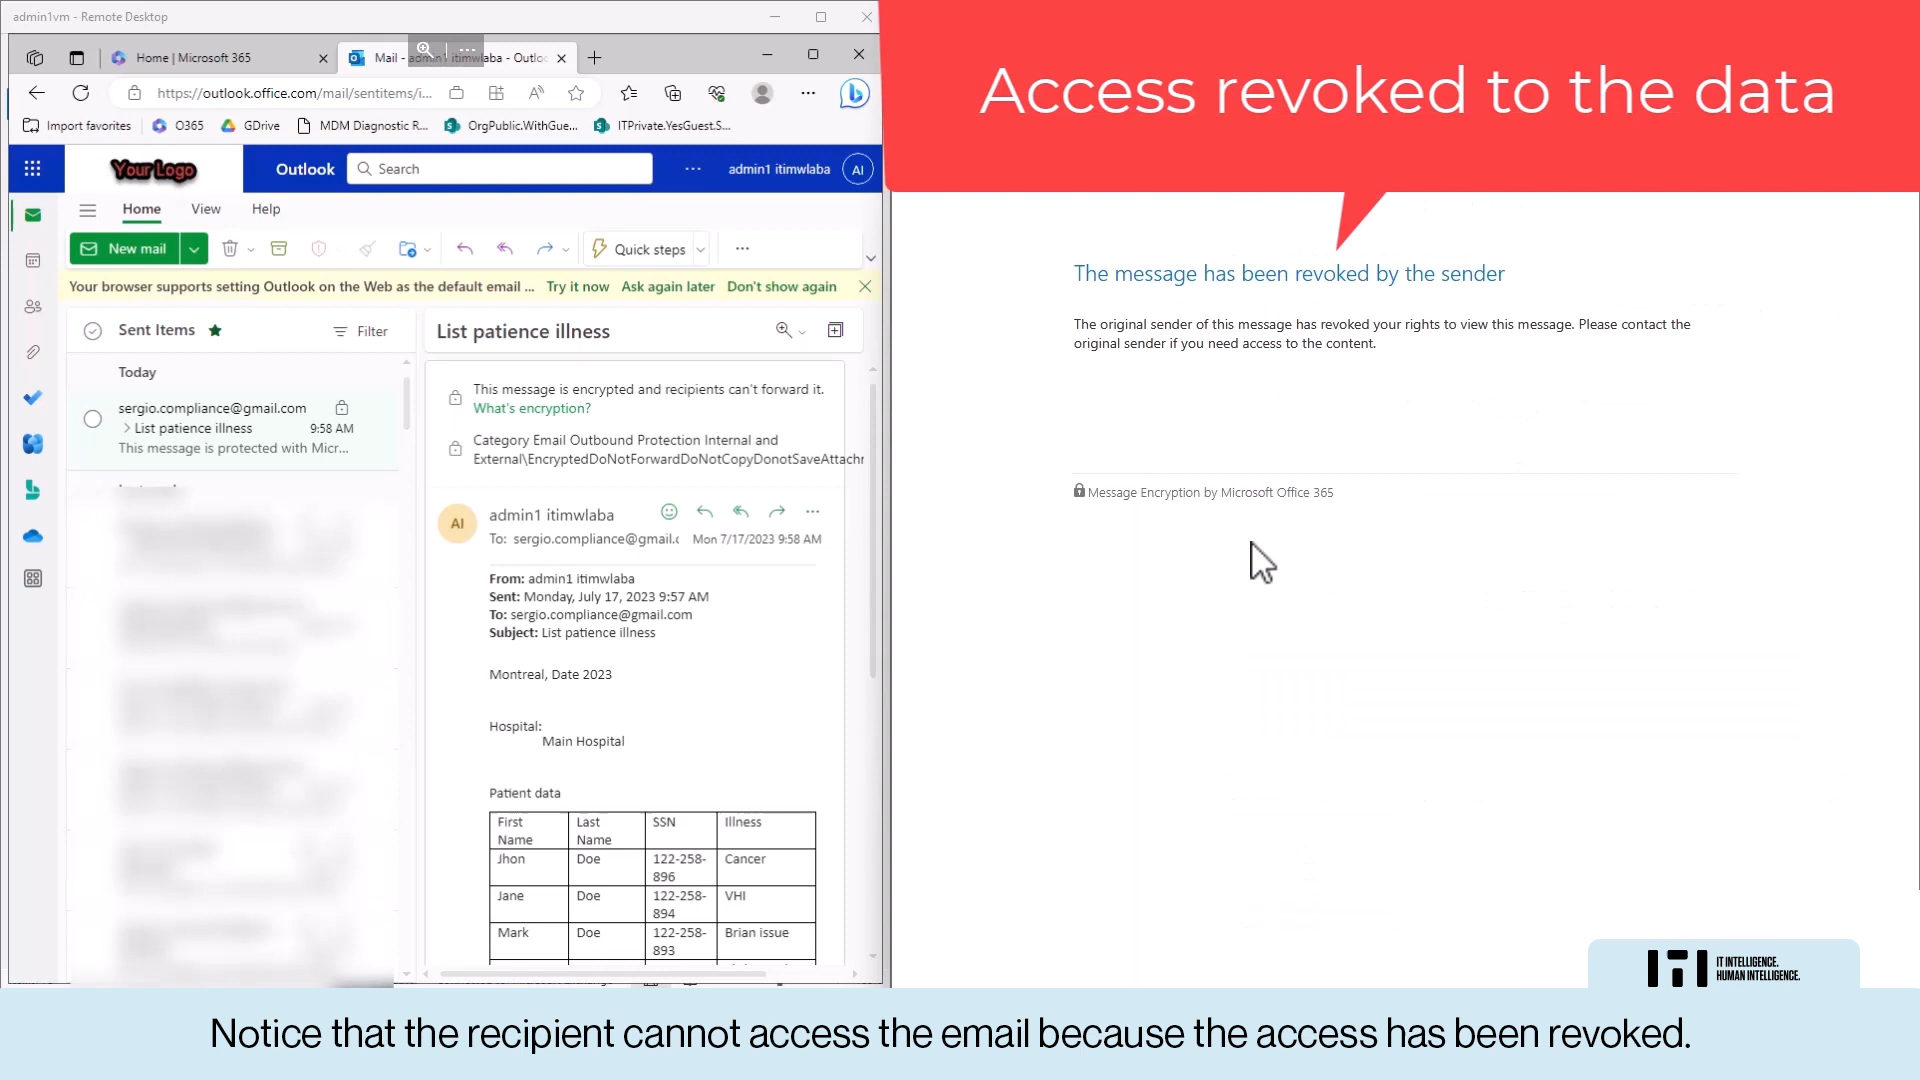 admin1vm - Remote Desktop
Home | Microsoft 365
Mail - admin1 itimwlaba - Outloo
https://outlook.office.com/mail/sentitems/i...
Import favorites
O365
GDrive
MDM Diagnostic R...
OrgPublic.WithGue...
ITPrivate.YesGuest.S...
Your Logo
Outlook
Search
admin1 itimwlaba
AI
Home
View
Help
New mail
Quick steps
Your browser supports setting Outlook on the Web as the default email ...
Try it now
Ask again later
Don't show again
Sent Items
Filter
Today
sergio.compliance@gmail.com
List patience illness
9:58 AM
This message is protected with Micr...
List patience illness
This message is encrypted and recipients can't forward it.
What's encryption?
Category Email Outbound Protection Internal and
External\EncryptedDoNotForwardDoNotCopyDonotSaveAttachr
AI
admin1 itimwlaba
To: sergio.compliance@gmail.c
Mon 7/17/2023 9:58 AM
From: admin1 itimwlaba
Sent: Monday, July 17, 2023 9:57 AM
To: sergio.compliance@gmail.com
Subject: List patience illness
Montreal, Date 2023
Hospital:
Main Hospital
Patient data
First Name | Last Name | SSN | Illness
Jhon | Doe | 122-258-896 | Cancer
Jane | Doe | 122-258-894 | VHI
Mark | Doe | 122-258-893 | Brian issue
Access revoked to the data
The message has been revoked by the sender
The original sender of this message has revoked your rights to view this message. Please contact the
original sender if you need access to the content.
Message Encryption by Microsoft Office 365
ITI
IT INTELLIGENCE.
HUMAN INTELLIGENCE.
Notice that the recipient cannot access the email because the access has been revoked.